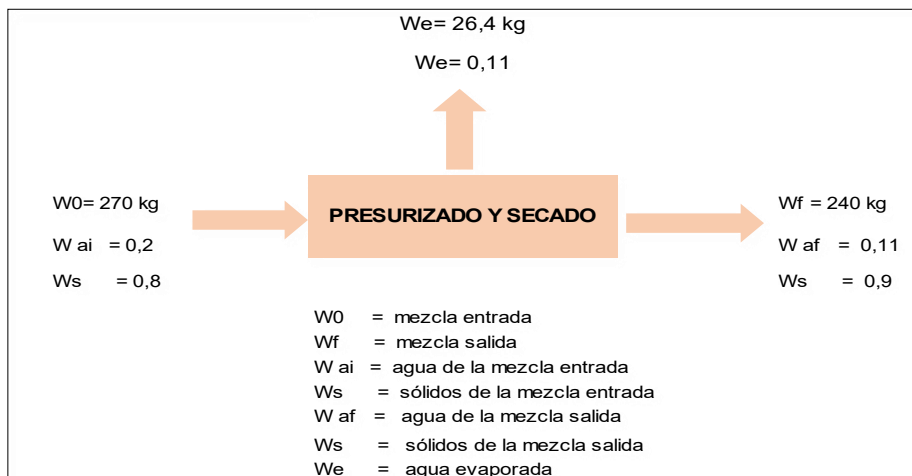 We= 26,4 kg
We= 0,11
W0= 270 kg
W ai = 0,2
Ws = 0,8
PRESURIZADO Y SECADO
Wf = 240 kg
W af = 0,11
Ws = 0,9
W0 = mezcla entrada
Wf = mezcla salida
W ai = agua de la mezcla entrada
Ws = sólidos de la mezcla entrada
W af = agua de la mezcla salida
Ws = sólidos de la mezcla salida
We = agua evaporada